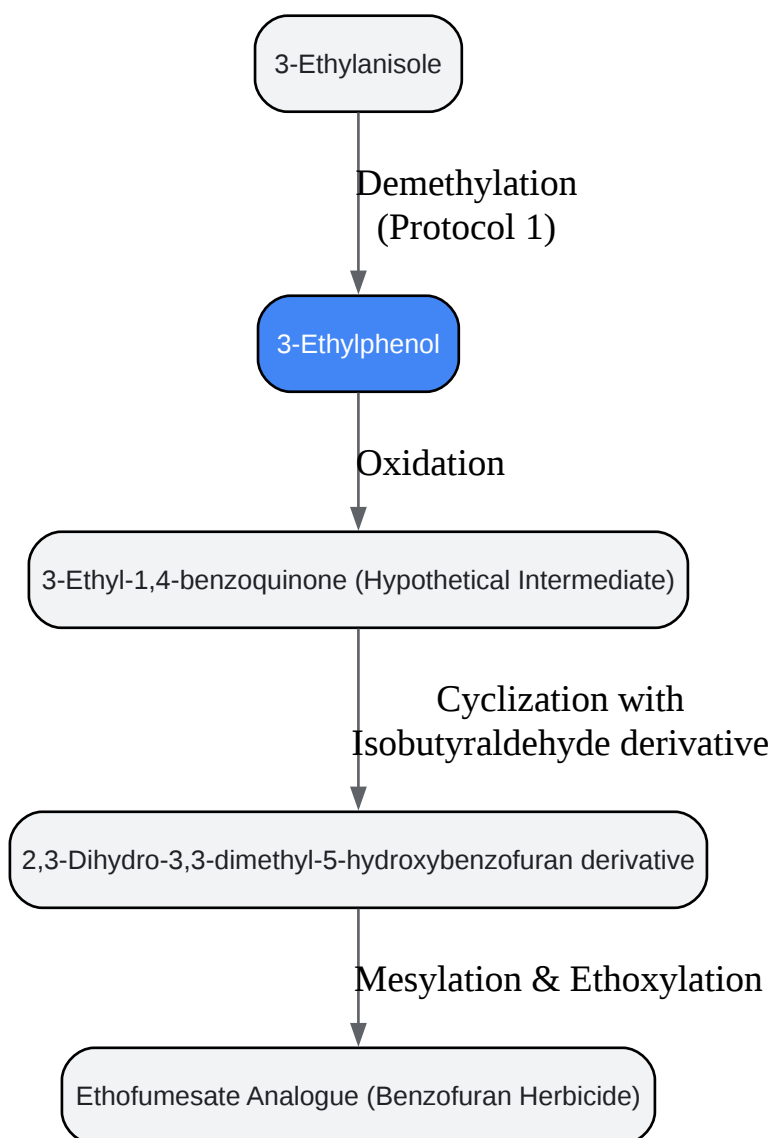 3-Ethylanisole
Demethylation
(Protocol 1)
3-Ethylphenol
Oxidation
3-Ethyl-1,4-benzoquinone (Hypothetical Intermediate)
Cyclization with
Isobutyraldehyde derivative
2,3-Dihydro-3,3-dimethyl-5-hydroxybenzofuran derivative
Mesylation & Ethoxylation
Ethofumesate Analogue (Benzofuran Herbicide)